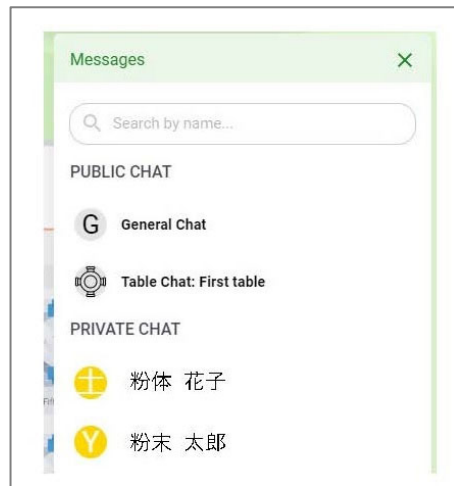 Messages
Search by name...
PUBLIC CHAT
G General Chat
Table Chat: First table
PRIVATE CHAT
土 粉体 花子
Y 粉末 太郎